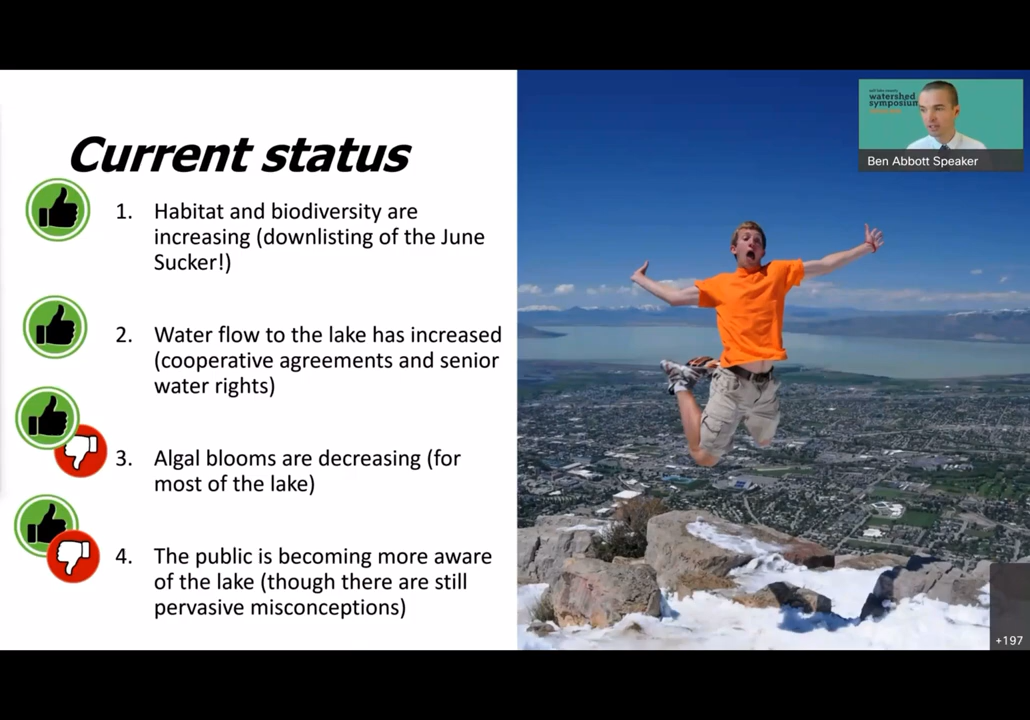 Current status
1. Habitat and biodiversity are
increasing (downlisting of the June
Sucker!)
2. Water flow to the lake has increased
(cooperative agreements and senior
water rights)
3. Algal blooms are decreasing (for
most of the lake)
4. The public is becoming more aware
of the lake (though there are still
pervasive misconceptions)
salt lake county
watershed
symposium
Ben Abbott Speaker
+197